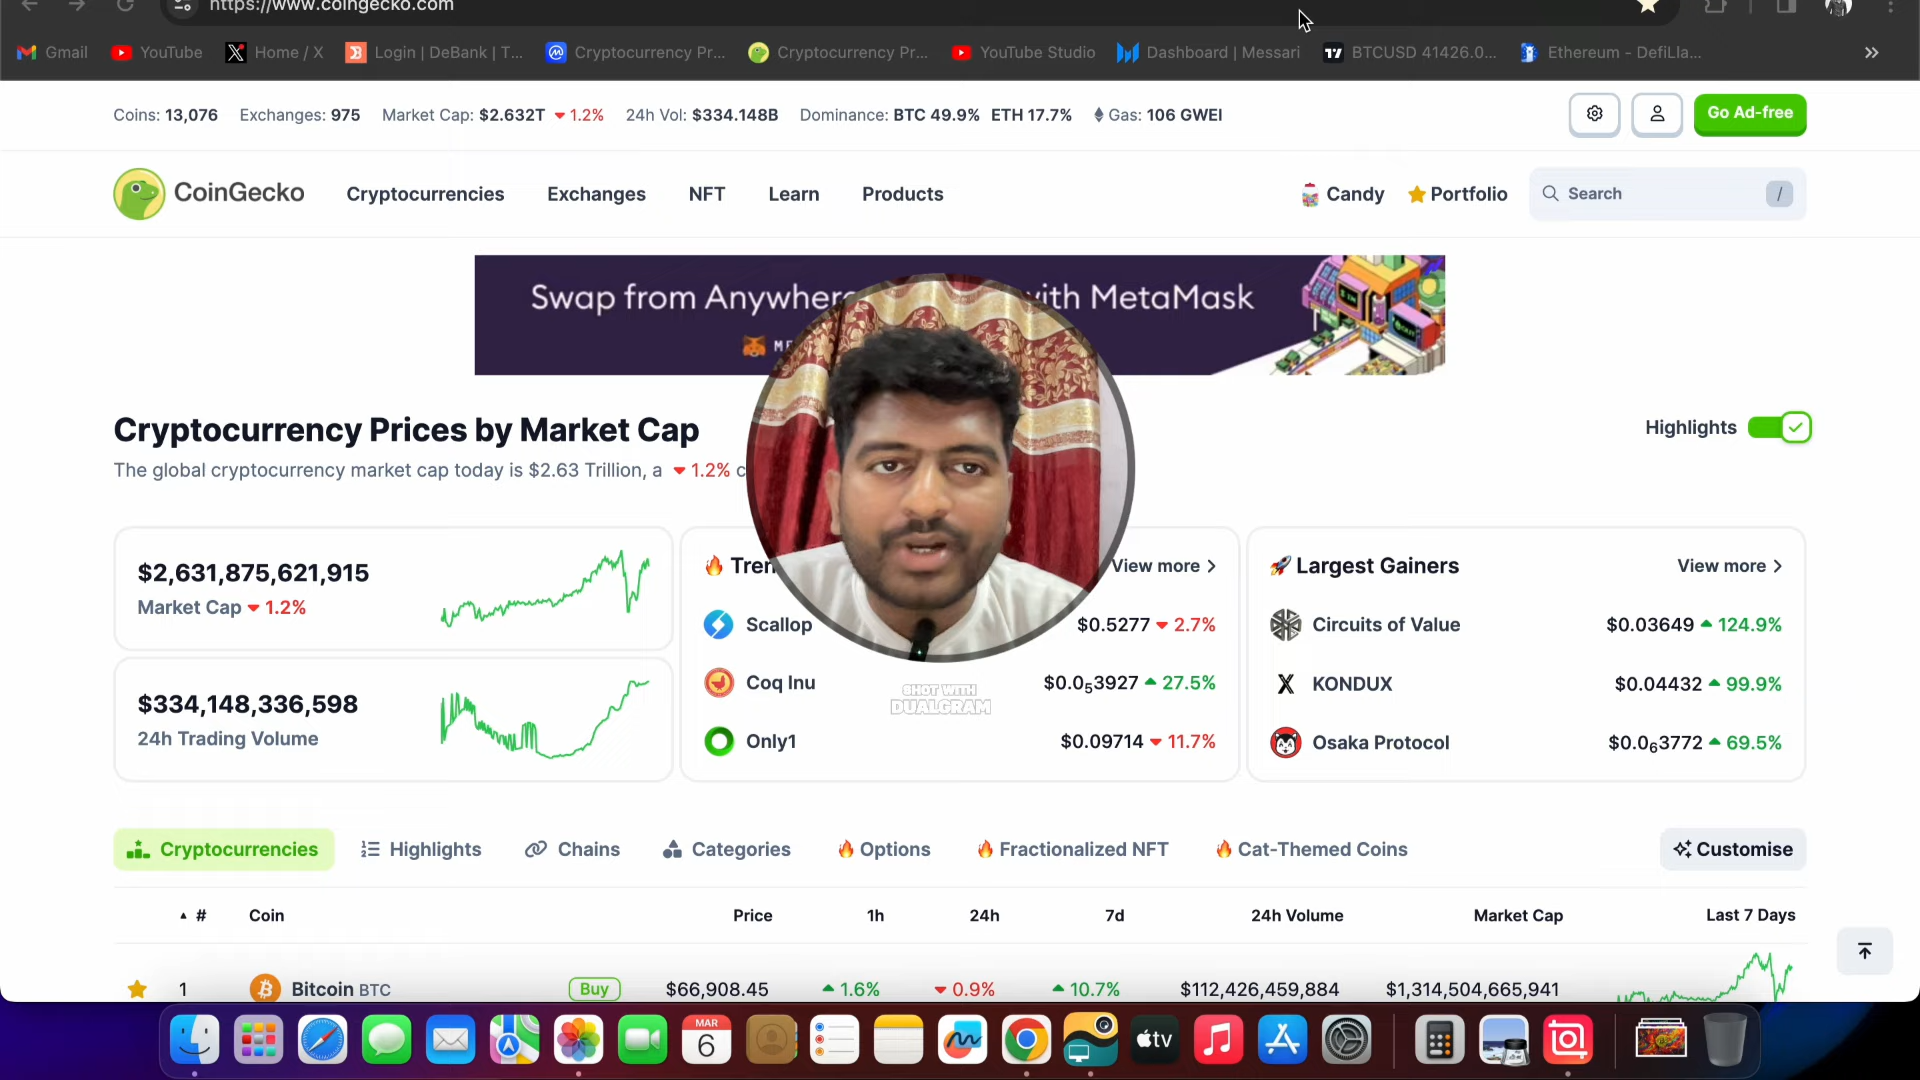 https://www.coingecko.com
Gmail YouTube Home / X Login | DeBank | T... Cryptocurrency Pr... Cryptocurrency Pr... YouTube Studio Dashboard | Messari BTCUSD 41426.0... Ethereum - DefiLla...
Coins: 13,076 Exchanges: 975 Market Cap: $2.632T 1.2% 24h Vol: $334.148B Dominance: BTC 49.9% ETH 17.7% Gas: 106 GWEI
Go Ad-free
CoinGecko Cryptocurrencies Exchanges NFT Learn Products Candy Portfolio Search /
Swap from Anywhere with MetaMask
Cryptocurrency Prices by Market Cap
Highlights
The global cryptocurrency market cap today is $2.63 Trillion, a 1.2%
$2,631,875,621,915
Market Cap 1.2%
$334,148,336,598
24h Trading Volume
View more
Scallop $0.5277 2.7%
Coq Inu $0.0₅3927 27.5%
Only1 $0.09714 11.7%
SHOT WITH
DUALGRAM
Largest Gainers View more
Circuits of Value $0.03649 124.9%
KONDUX $0.04432 99.9%
Osaka Protocol $0.0₆3772 69.5%
Cryptocurrencies Highlights Chains Categories Options Fractionalized NFT Cat-Themed Coins Customise
# Coin Price 1h 24h 7d 24h Volume Market Cap Last 7 Days
1 Bitcoin BTC Buy $66,908.45 1.6% 0.9% 10.7% $112,426,459,884 $1,314,504,665,941
MAR
6
tv